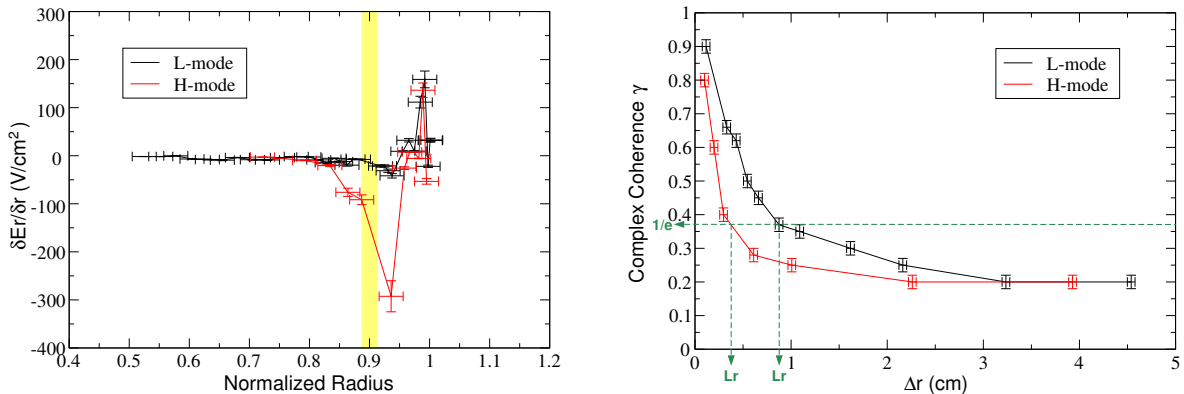 300
200
100
0
-100
-200
-300
-400
δEr/δr (V/cm²)
L-mode
H-mode
0.4 0.5 0.6 0.7 0.8 0.9 1 1.1 1.2
Normalized Radius
1
0.9
0.8
0.7
0.6
0.5
0.4
0.3
0.2
0.1
0
Complex Coherence γ
L-mode
H-mode
1/e
Lr Lr
0 1 2 3 4 5
Δr (cm)